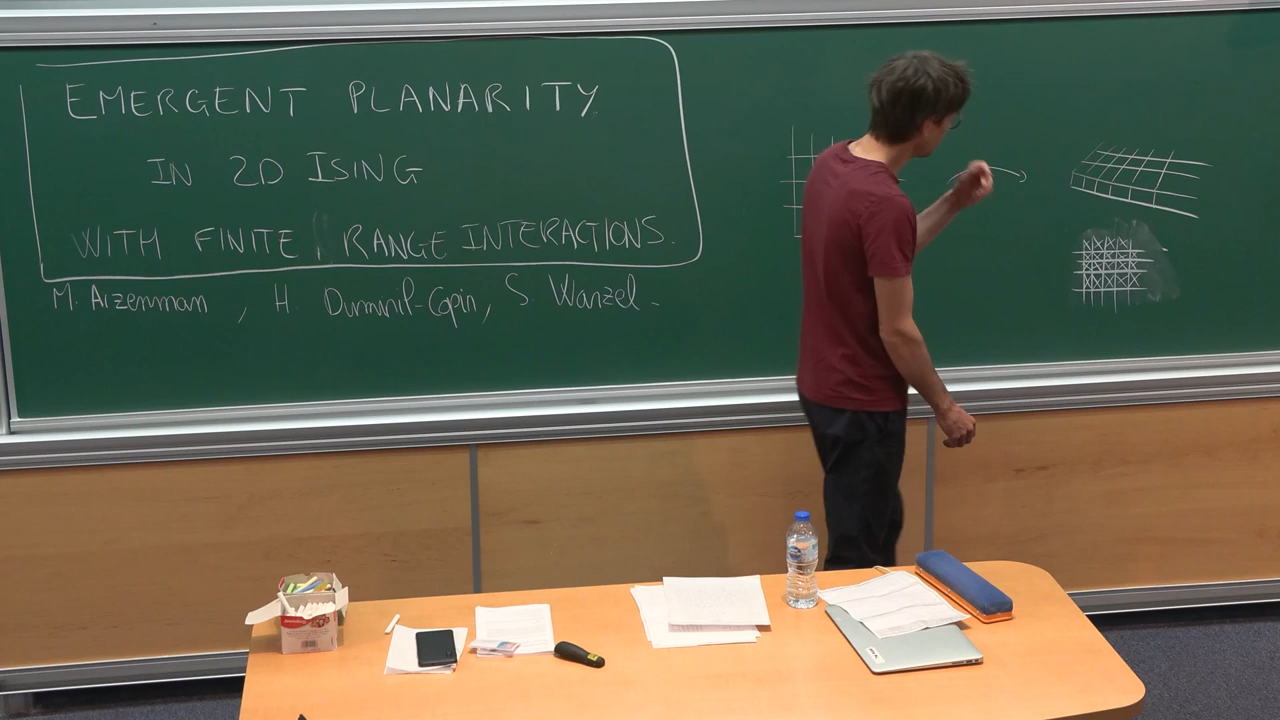 EMERGENT PLANARITY
IN 2D ISING
WITH FINITE RANGE INTERACTIONS.
M. Aizenman, H. Duminil-Copin, S. Warzel.